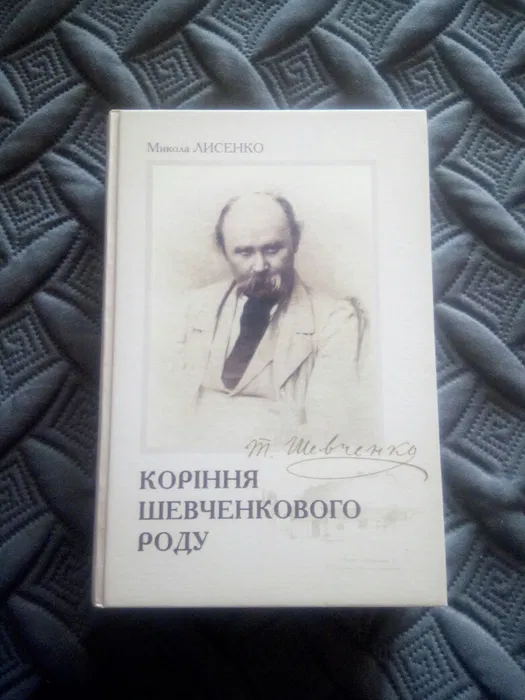 Микола ЛИСЕНКО
Т. Шевченко
КОРІННЯ
ШЕВЧЕНКОВОГО
РОДУ